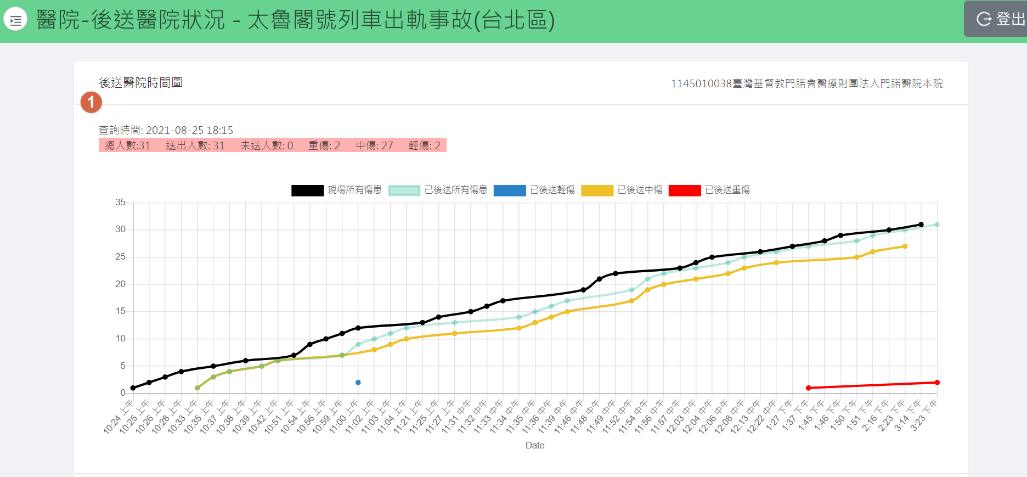 醫院-後送醫院狀況 - 太魯閣號列車出軌事故(台北區)
登出
後送醫院時間圖
1145010038臺灣基督教門諾會醫療財團法人門諾醫院本院
1
查詢時間: 2021-08-25 18:15
總人數:31 送出人數: 31 未送人數: 0 重傷: 2 中傷: 27 輕傷: 2
現場所有傷患 已後送所有傷患 已後送輕傷 已後送中傷 已後送重傷
35
30
25
20
15
10
5
0
10:24 上午
10:25 上午
10:26 上午
10:28 上午
10:33 上午
10:35 上午
10:37 上午
10:38 上午
10:39 上午
10:42 上午
10:51 上午
10:54 上午
10:56 上午
10:59 上午
11:00 上午
11:02 上午
11:03 上午
11:04 上午
11:21 上午
11:25 上午
11:27 上午
11:31 中午
11:32 中午
11:33 中午
11:34 中午
11:35 中午
11:36 中午
11:39 中午
11:46 中午
11:48 中午
11:49 中午
11:52 中午
11:54 中午
11:56 中午
11:57 中午
12:03 中午
12:04 中午
12:06 中午
12:08 中午
12:13 中午
12:22 中午
1:27 下午
1:37 下午
1:45 下午
1:46 下午
1:50 下午
1:51 下午
2:16 下午
2:23 下午
3:14 下午
3:23 下午
Date